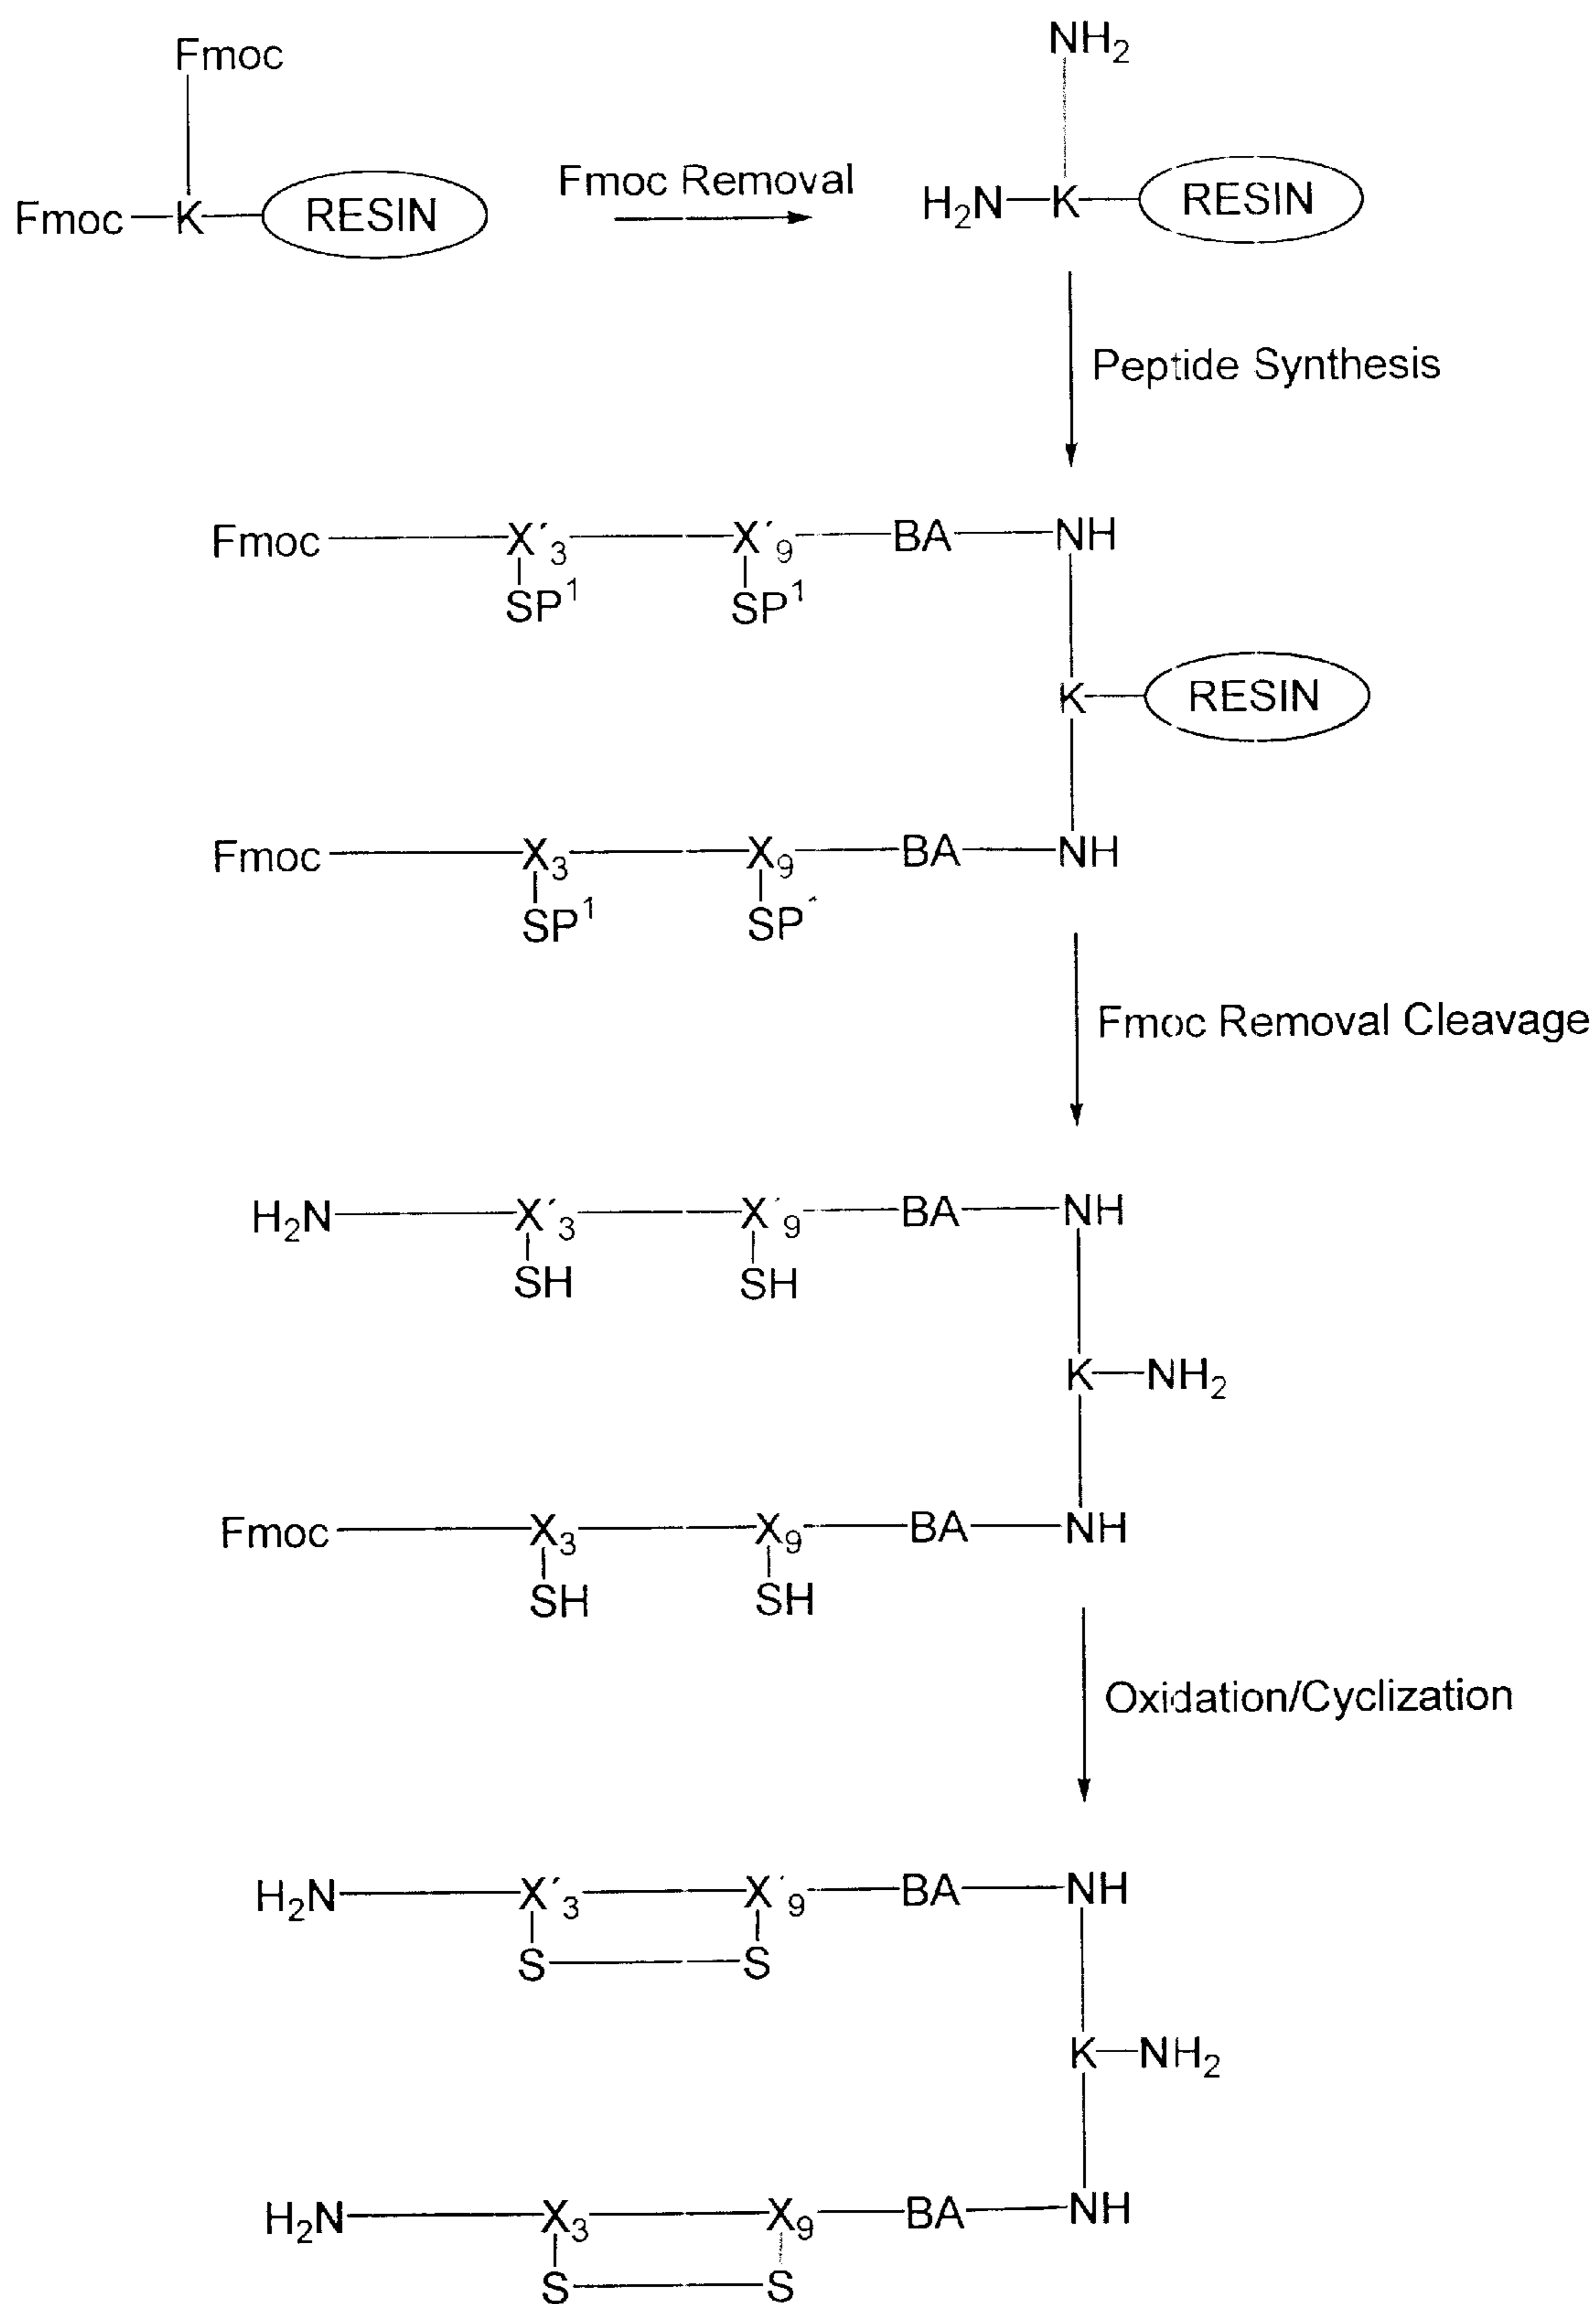 Fmoc
NH2
Fmoc—K—RESIN
Fmoc Removal
H2N—K—RESIN
Peptide Synthesis
Fmoc X´3 X´9 BA NH
SP1 SP1
K—RESIN
Fmoc X3 X9 BA NH
SP1 SP
Fmoc Removal Cleavage
H2N X´3 X´9 BA NH
SH SH
K—NH2
Fmoc X3 X9 BA NH
SH SH
Oxidation/Cyclization
H2N X´3 X´9 BA NH
S S
K—NH2
H2N X3 X9 BA NH
S S